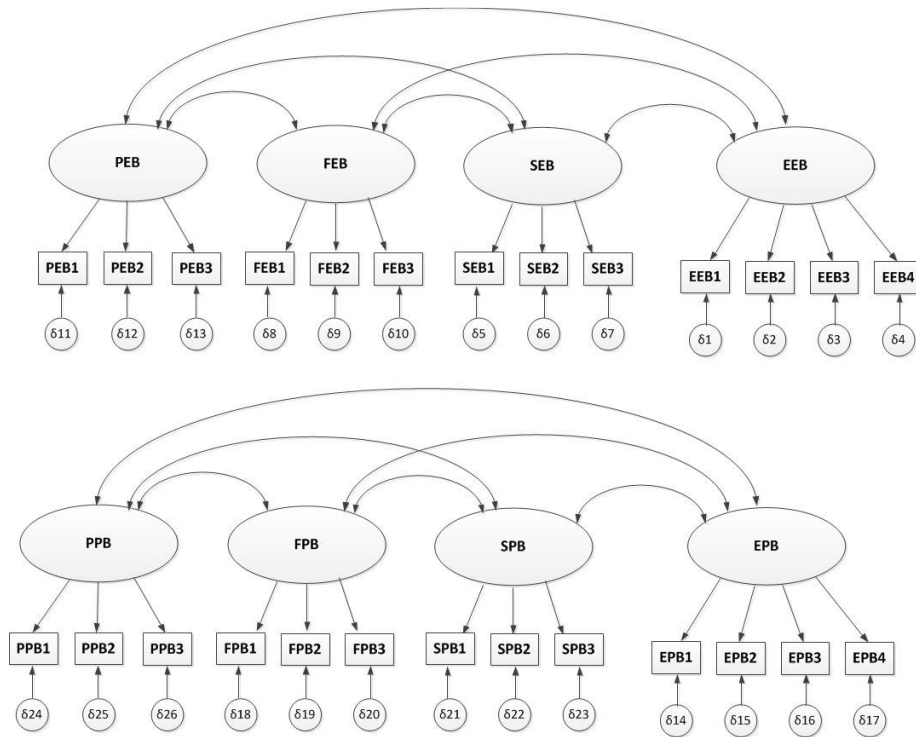 PEB FEB SEB EEB
PEB1 PEB2 PEB3 FEB1 FEB2 FEB3 SEB1 SEB2 SEB3 EEB1 EEB2 EEB3 EEB4
δ11 δ12 δ13 δ8 δ9 δ10 δ5 δ6 δ7 δ1 δ2 δ3 δ4
PPB FPB SPB EPB
PPB1 PPB2 PPB3 FPB1 FPB2 FPB3 SPB1 SPB2 SPB3 EPB1 EPB2 EPB3 EPB4
δ24 δ25 δ26 δ18 δ19 δ20 δ21 δ22 δ23 δ14 δ15 δ16 δ17